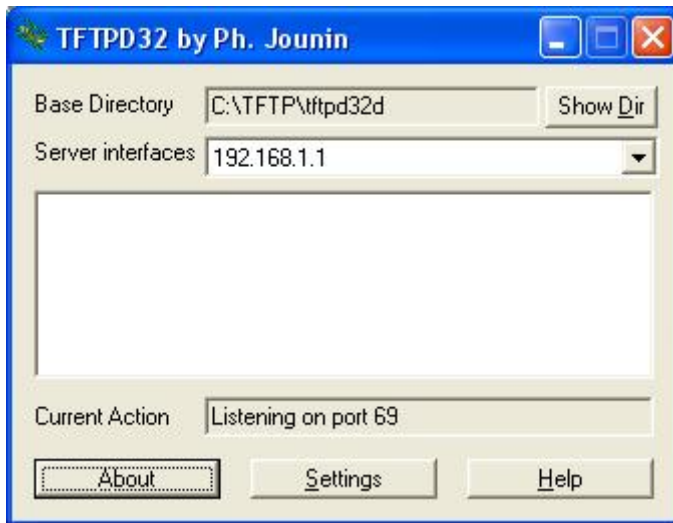 TFTPD32 by Ph. Jounin
Base Directory C:\TFTP\tftpd32d Show Dir
Server interfaces 192.168.1.1
Current Action Listening on port 69
About Settings Help